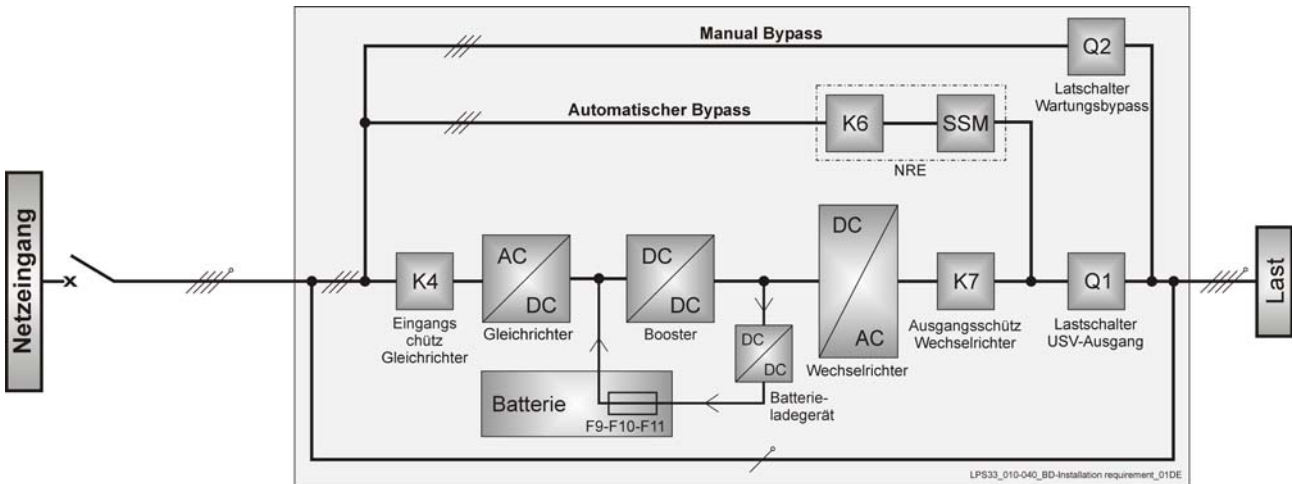 Manual Bypass
Q2
Latschalter
Wartungsbypass
Automatischer Bypass
K6
SSM
NRE
Netzeingang
Last
K4
Eingangs
chütz
Gleichrichter
AC
DC
Gleichrichter
DC
DC
Booster
DC
AC
Wechselrichter
K7
Ausgangsschütz
Wechselrichter
Q1
Lastschalter
USV-Ausgang
DC
DC
Batterie-
ladegerät
Batterie
F9-F10-F11
LPS33_010-040_BD-Installation requirement_01DE